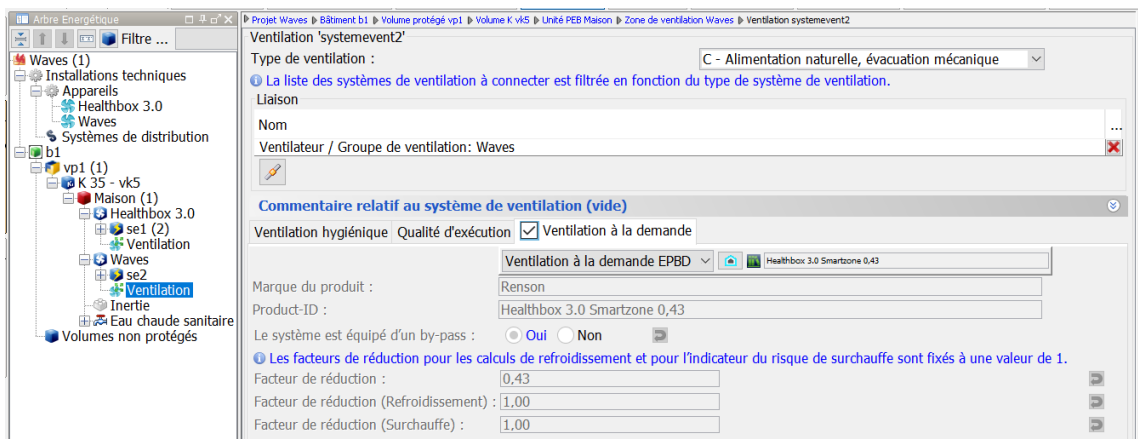 Arbre Energétique
Filtre ...
Waves (1)
Installations techniques
Appareils
Healthbox 3.0
Waves
Systèmes de distribution
b1
vp1 (1)
K 35 - vk5
Maison (1)
Healthbox 3.0
se1 (2)
Ventilation
Waves
se2
Ventilation
Inertie
Eau chaude sanitaire
Volumes non protégés
Projet Waves Bâtiment b1 Volume protégé vp1 Volume K vk5 Unité PEB Maison Zone de ventilation Waves Ventilation systemevent2
Ventilation 'systemevent2'
Type de ventilation : C - Alimentation naturelle, évacuation mécanique
La liste des systèmes de ventilation à connecter est filtrée en fonction du type de système de ventilation.
Liaison
Nom ...
Ventilateur / Groupe de ventilation: Waves
Commentaire relatif au système de ventilation (vide)
Ventilation hygiénique Qualité d'exécution Ventilation à la demande
Ventilation à la demande EPBD Healthbox 3.0 Smartzone 0,43
Marque du produit : Renson
Product-ID : Healthbox 3.0 Smartzone 0,43
Le système est équipé d'un by-pass : Oui Non
Les facteurs de réduction pour les calculs de refroidissement et pour l'indicateur du risque de surchauffe sont fixés à une valeur de 1.
Facteur de réduction : 0,43
Facteur de réduction (Refroidissement) : 1,00
Facteur de réduction (Surchauffe) : 1,00